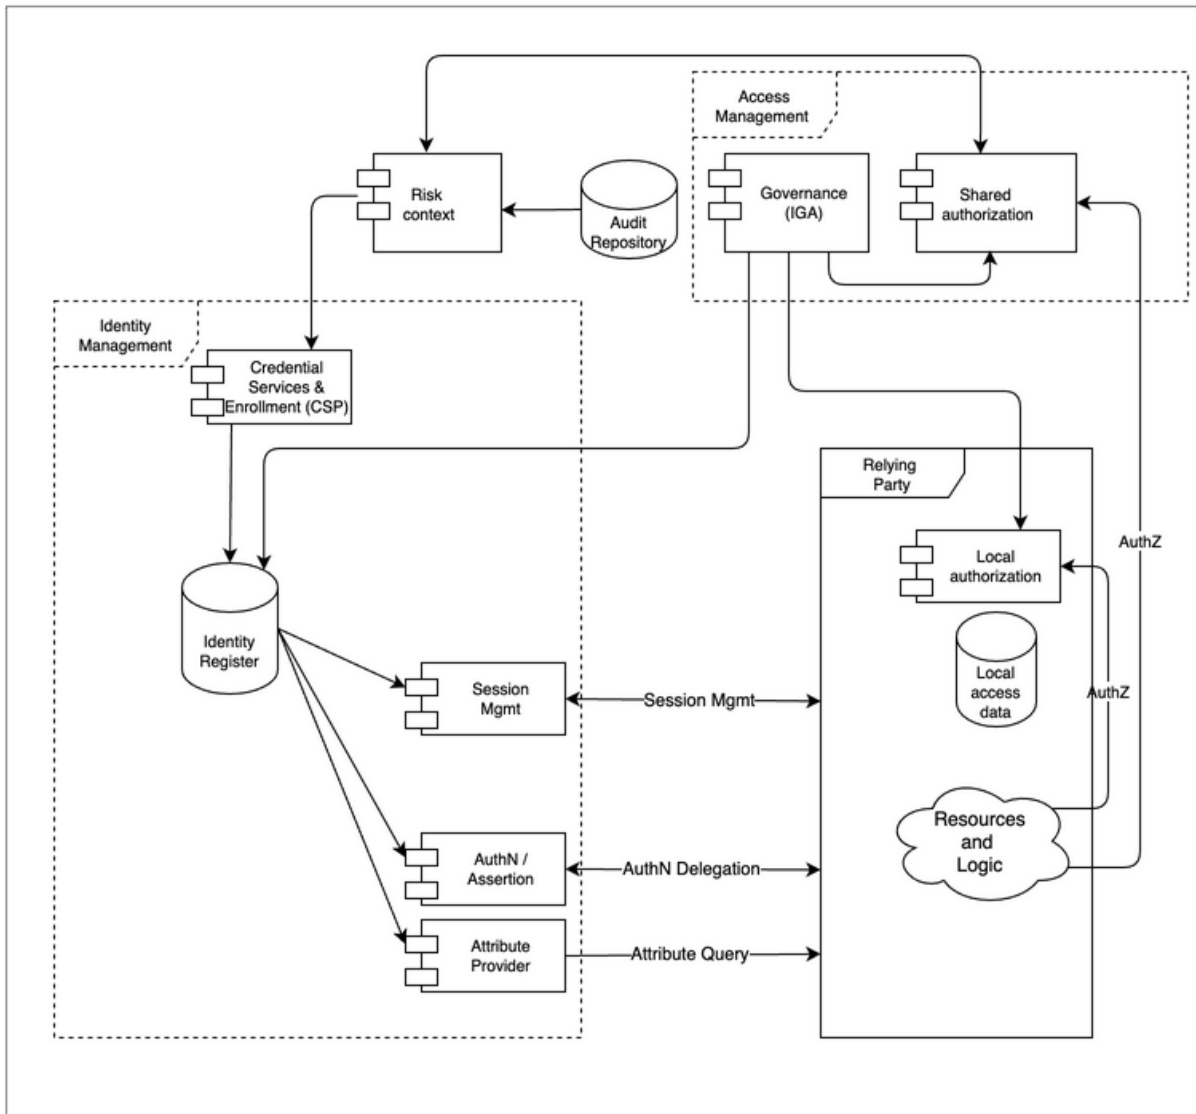 Access
Management
Risk
context
Audit
Repository
Governance
(IGA)
Shared
authorization
Identity
Management
Credential
Services &
Enrollment (CSP)
Relying
Party
Local
authorization
AuthZ
Identity
Register
Session
Mgmt
Session Mgmt
Local
access
data
AuthZ
Resources
and
Logic
AuthN /
Assertion
AuthN Delegation
Attribute
Provider
Attribute Query